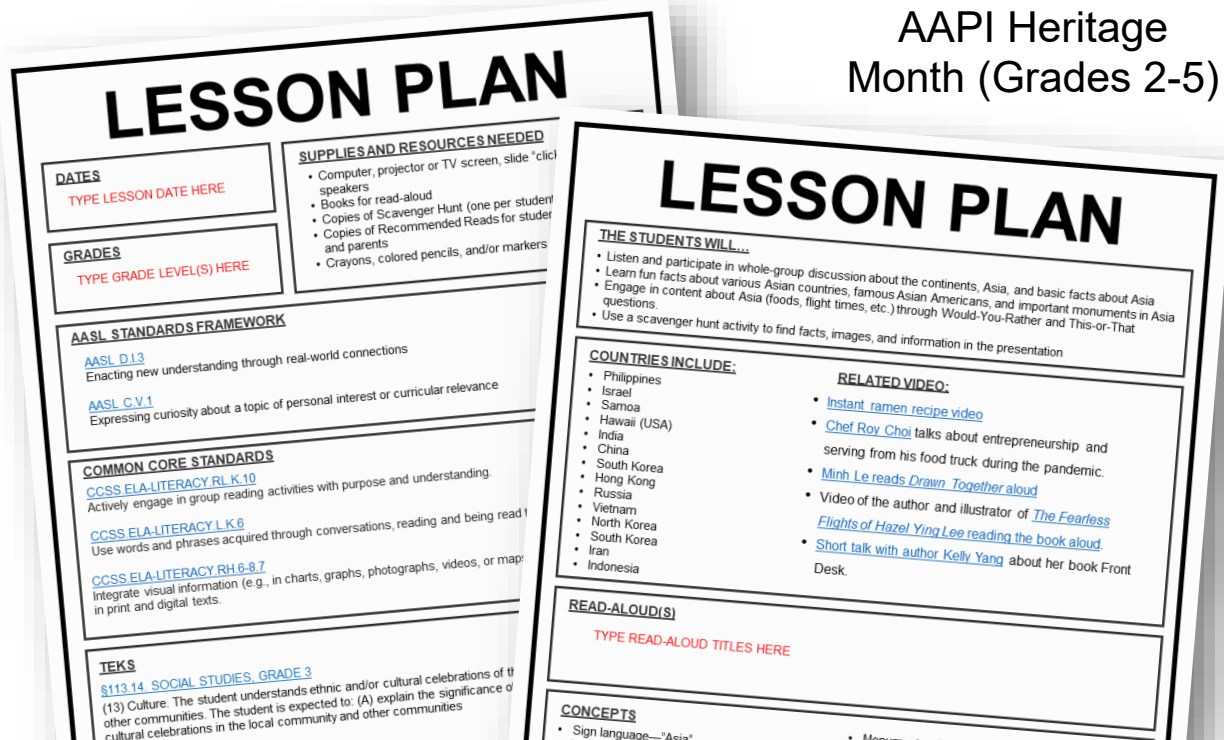 AAPI Heritage
Month (Grades 2-5)
LESSON PLAN
DATES
TYPE LESSON DATE HERE
GRADES
TYPE GRADE LEVEL(S) HERE
SUPPLIES AND RESOURCES NEEDED
• Computer, projector or TV screen, slide
speakers
• Books for read-aloud
• Copies of Scavenger Hunt (one per student
• Copies of Recommended Reads for
and parents
• Crayons, colored pencils, and/or markers
AASL STANDARDS FRAMEWORK
AASL D.I.3
Enacting new understanding through real-world connections
AASL C.V.1
Expressing curiosity about a topic of personal interest or curricular relevance
COMMON CORE STANDARDS
CCSS.ELA-LITERACY.RL.K.10
Actively engage in group reading activities with purpose and understanding.
CCSS.ELA-LITERACY.L.K.6
Use words and phrases acquired through conversations, reading and being read
CCSS.ELA-LITERACY.RH.6-8.7
Integrate visual information (e.g., in charts, graphs, photographs, videos, or maps
in print and digital texts.
TEKS
§113.14. SOCIAL STUDIES, GRADE 3
(13) Culture. The student understands ethnic and/or cultural celebrations of
other communities. The student is expected to: (A) explain the significance
cultural celebrations in the local community and other communities
LESSON PLAN
THE STUDENTS WILL…
• Listen and participate in whole-group discussion about the continents, Asia, and basic facts about Asia
• Learn fun facts about various Asian countries, famous Asian Americans, and important monuments in Asia
• Engage in content about Asia (foods, flight times, etc.) through Would-You-Rather and This-or-That
questions.
• Use a scavenger hunt activity to find facts, images, and information in the presentation
COUNTRIES INCLUDE:
• Philippines
• Israel
• Samoa
• Hawaii (USA)
• India
• China
• South Korea
• Hong Kong
• Russia
• Vietnam
• North Korea
• South Korea
• Iran
• Indonesia
RELATED VIDEO:
• Instant ramen recipe video
• Chef Roy Choi talks about entrepreneurship and
serving from his food truck during the pandemic.
• Minh Le reads Drawn Together aloud
• Video of the author and illustrator of The Fearless
Flights of Hazel Ying Lee reading the book aloud.
• Short talk with author Kelly Yang about her book Front
Desk.
READ-ALOUD(S)
TYPE READ-ALOUD TITLES HERE
CONCEPTS
• Sign language—"Asia"